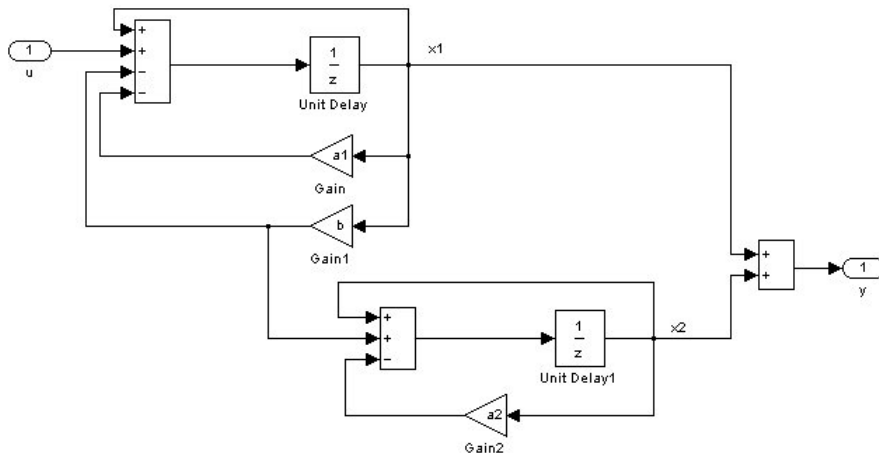 +
1
+
u
−
−
1
z
Unit Delay
x1
a1
Gain
b
Gain1
+
+
1
y
+
+
−
1
z
Unit Delay1
x2
a2
Gain2